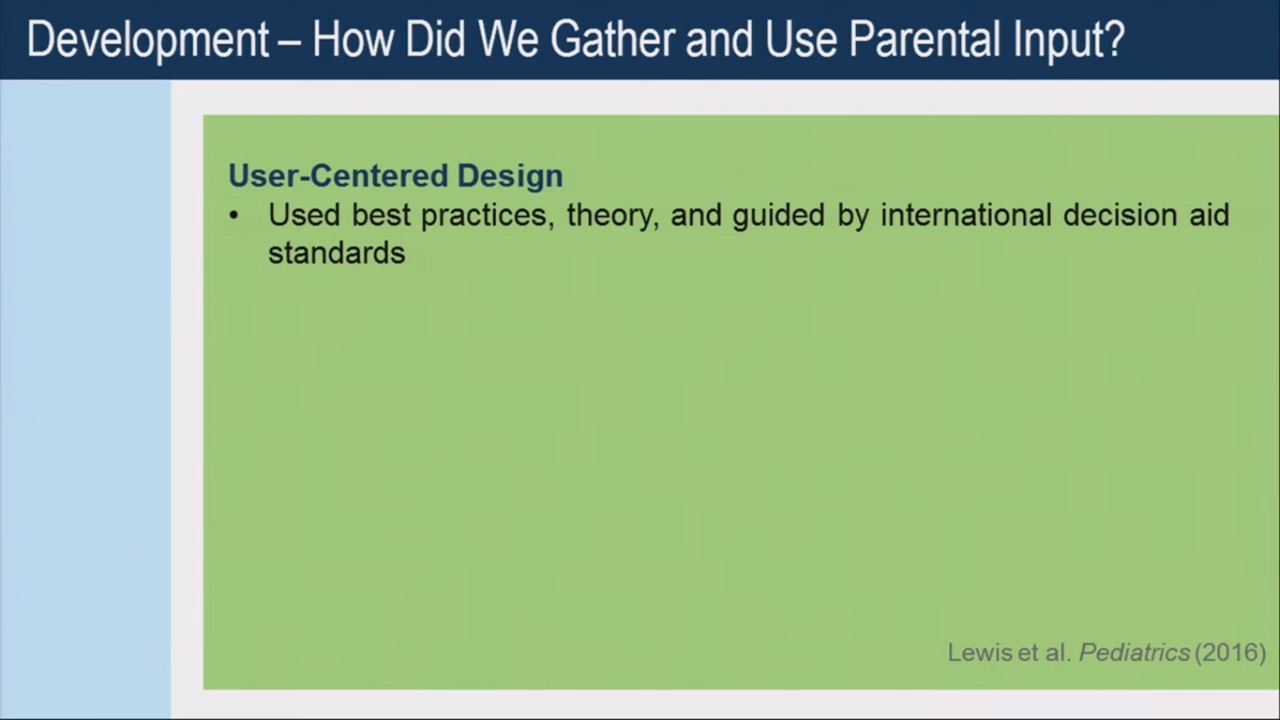 Development – How Did We Gather and Use Parental Input?
User-Centered Design
• Used best practices, theory, and guided by international decision aid
standards
Lewis et al. Pediatrics (2016)